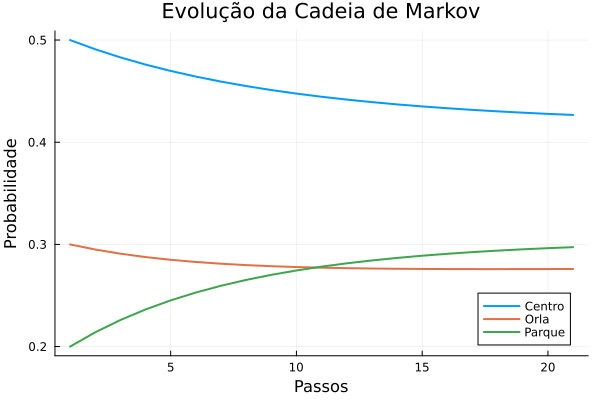 Evolução da Cadeia de Markov
Probabilidade
0.5
0.4
0.3
0.2
5
10
15
20
Passos
Centro
Orla
Parque